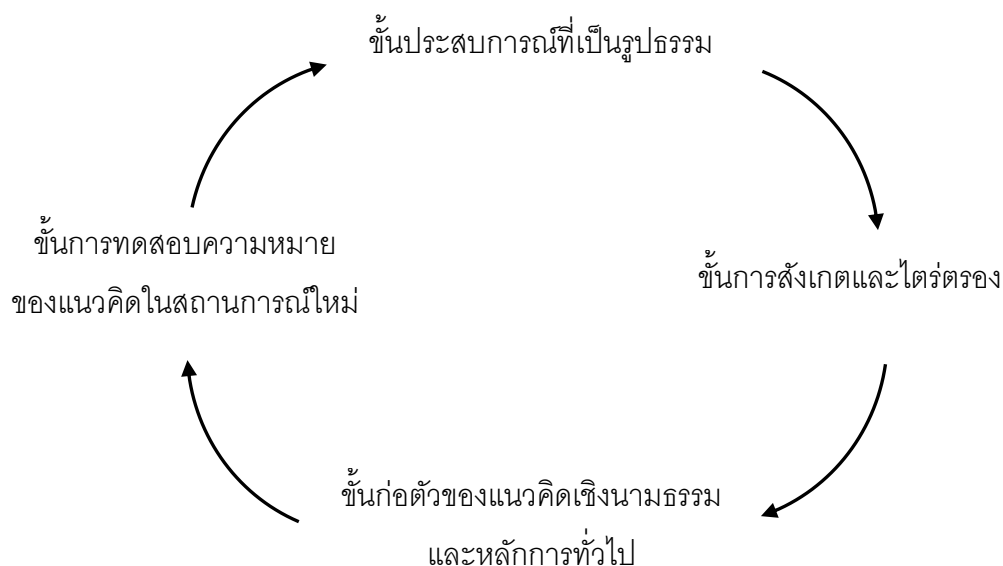 ขั้นประสบการณ์ที่เป็นรูปธรรม
ขั้นการสังเกตและไตร่ตรอง
ขั้นก่อตัวของแนวคิดเชิงนามธรรม
และหลักการทั่วไป
ขั้นการทดสอบความหมาย
ของแนวคิดในสถานการณ์ใหม่